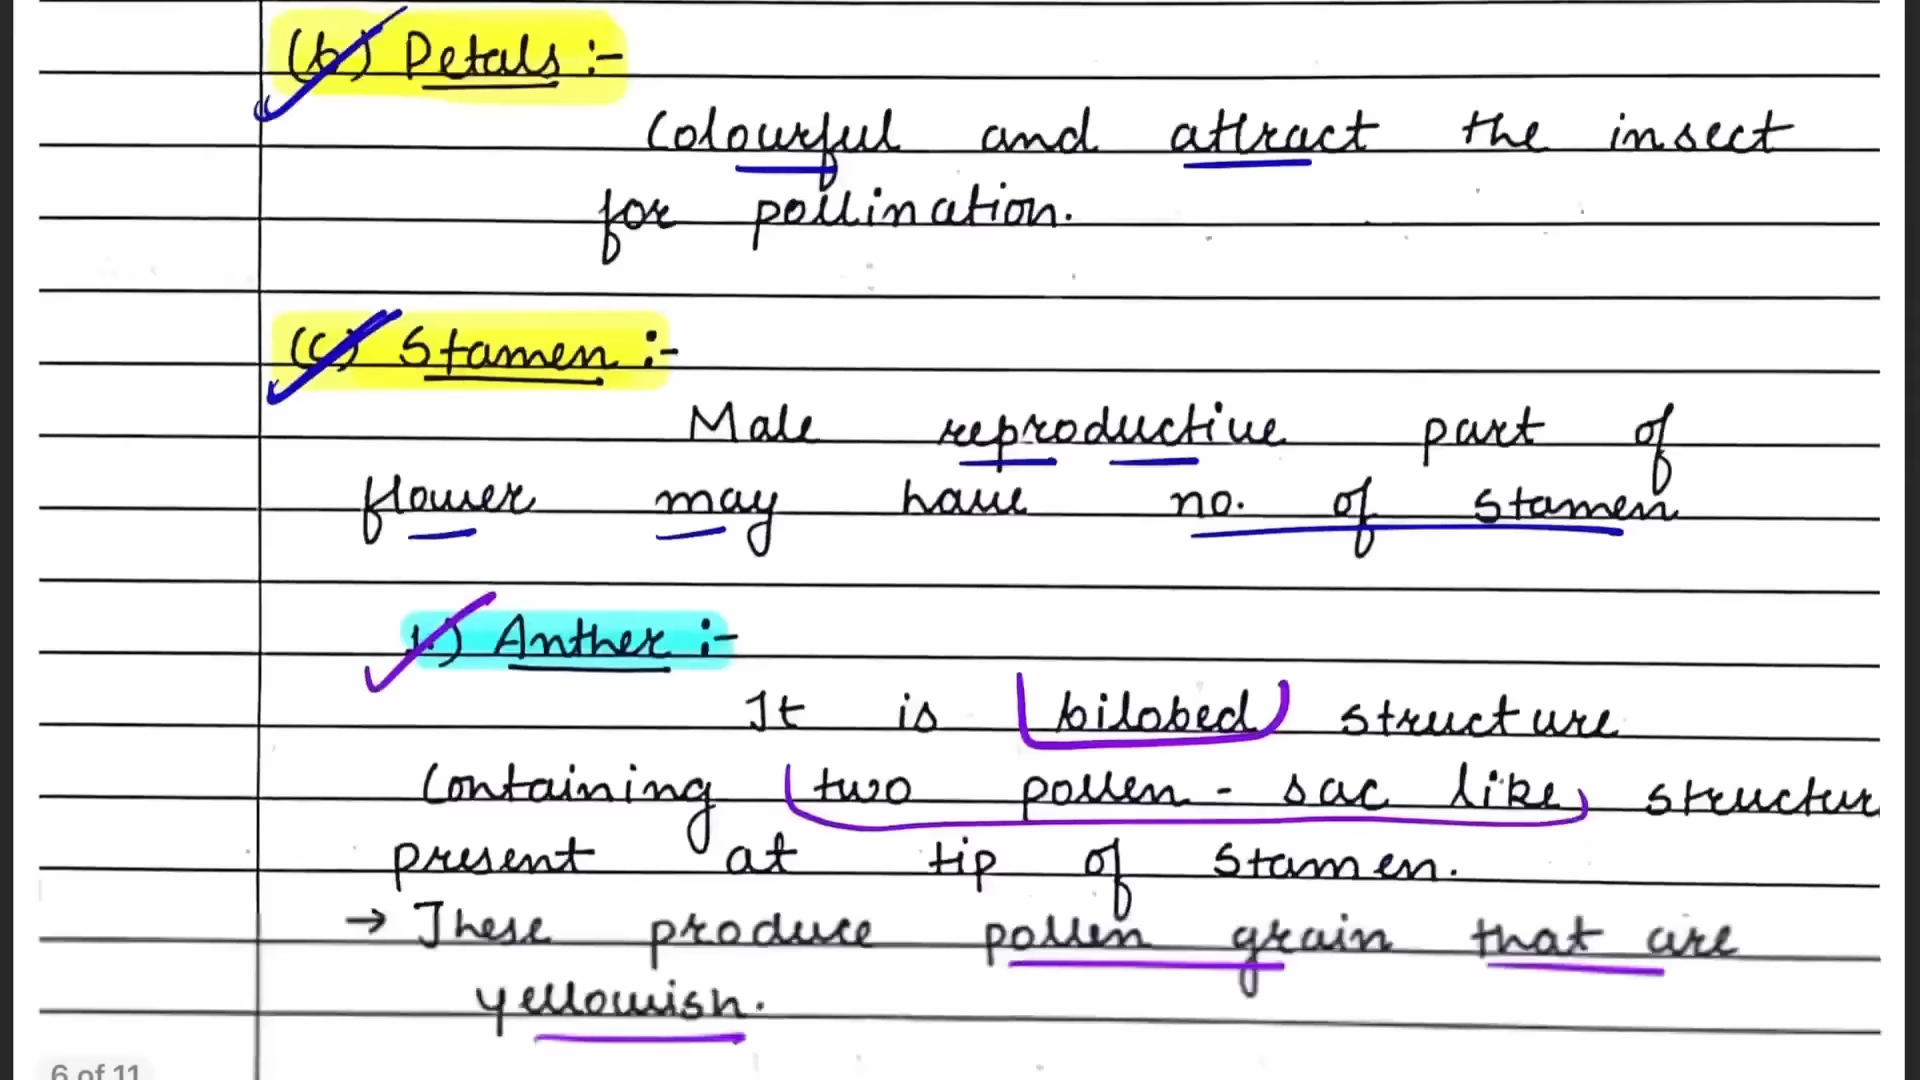 (b) Petals :-
Colourful and attract the insect
for pollination.
(c) Stamen :-
Male reproductive part of
flower may have no. of stamen
Anther :-
It is bilobed structure
Containing two pollen - sac like structur
present at tip of stamen.
→ These produce pollen grain that are
yellowish.
6 of 11